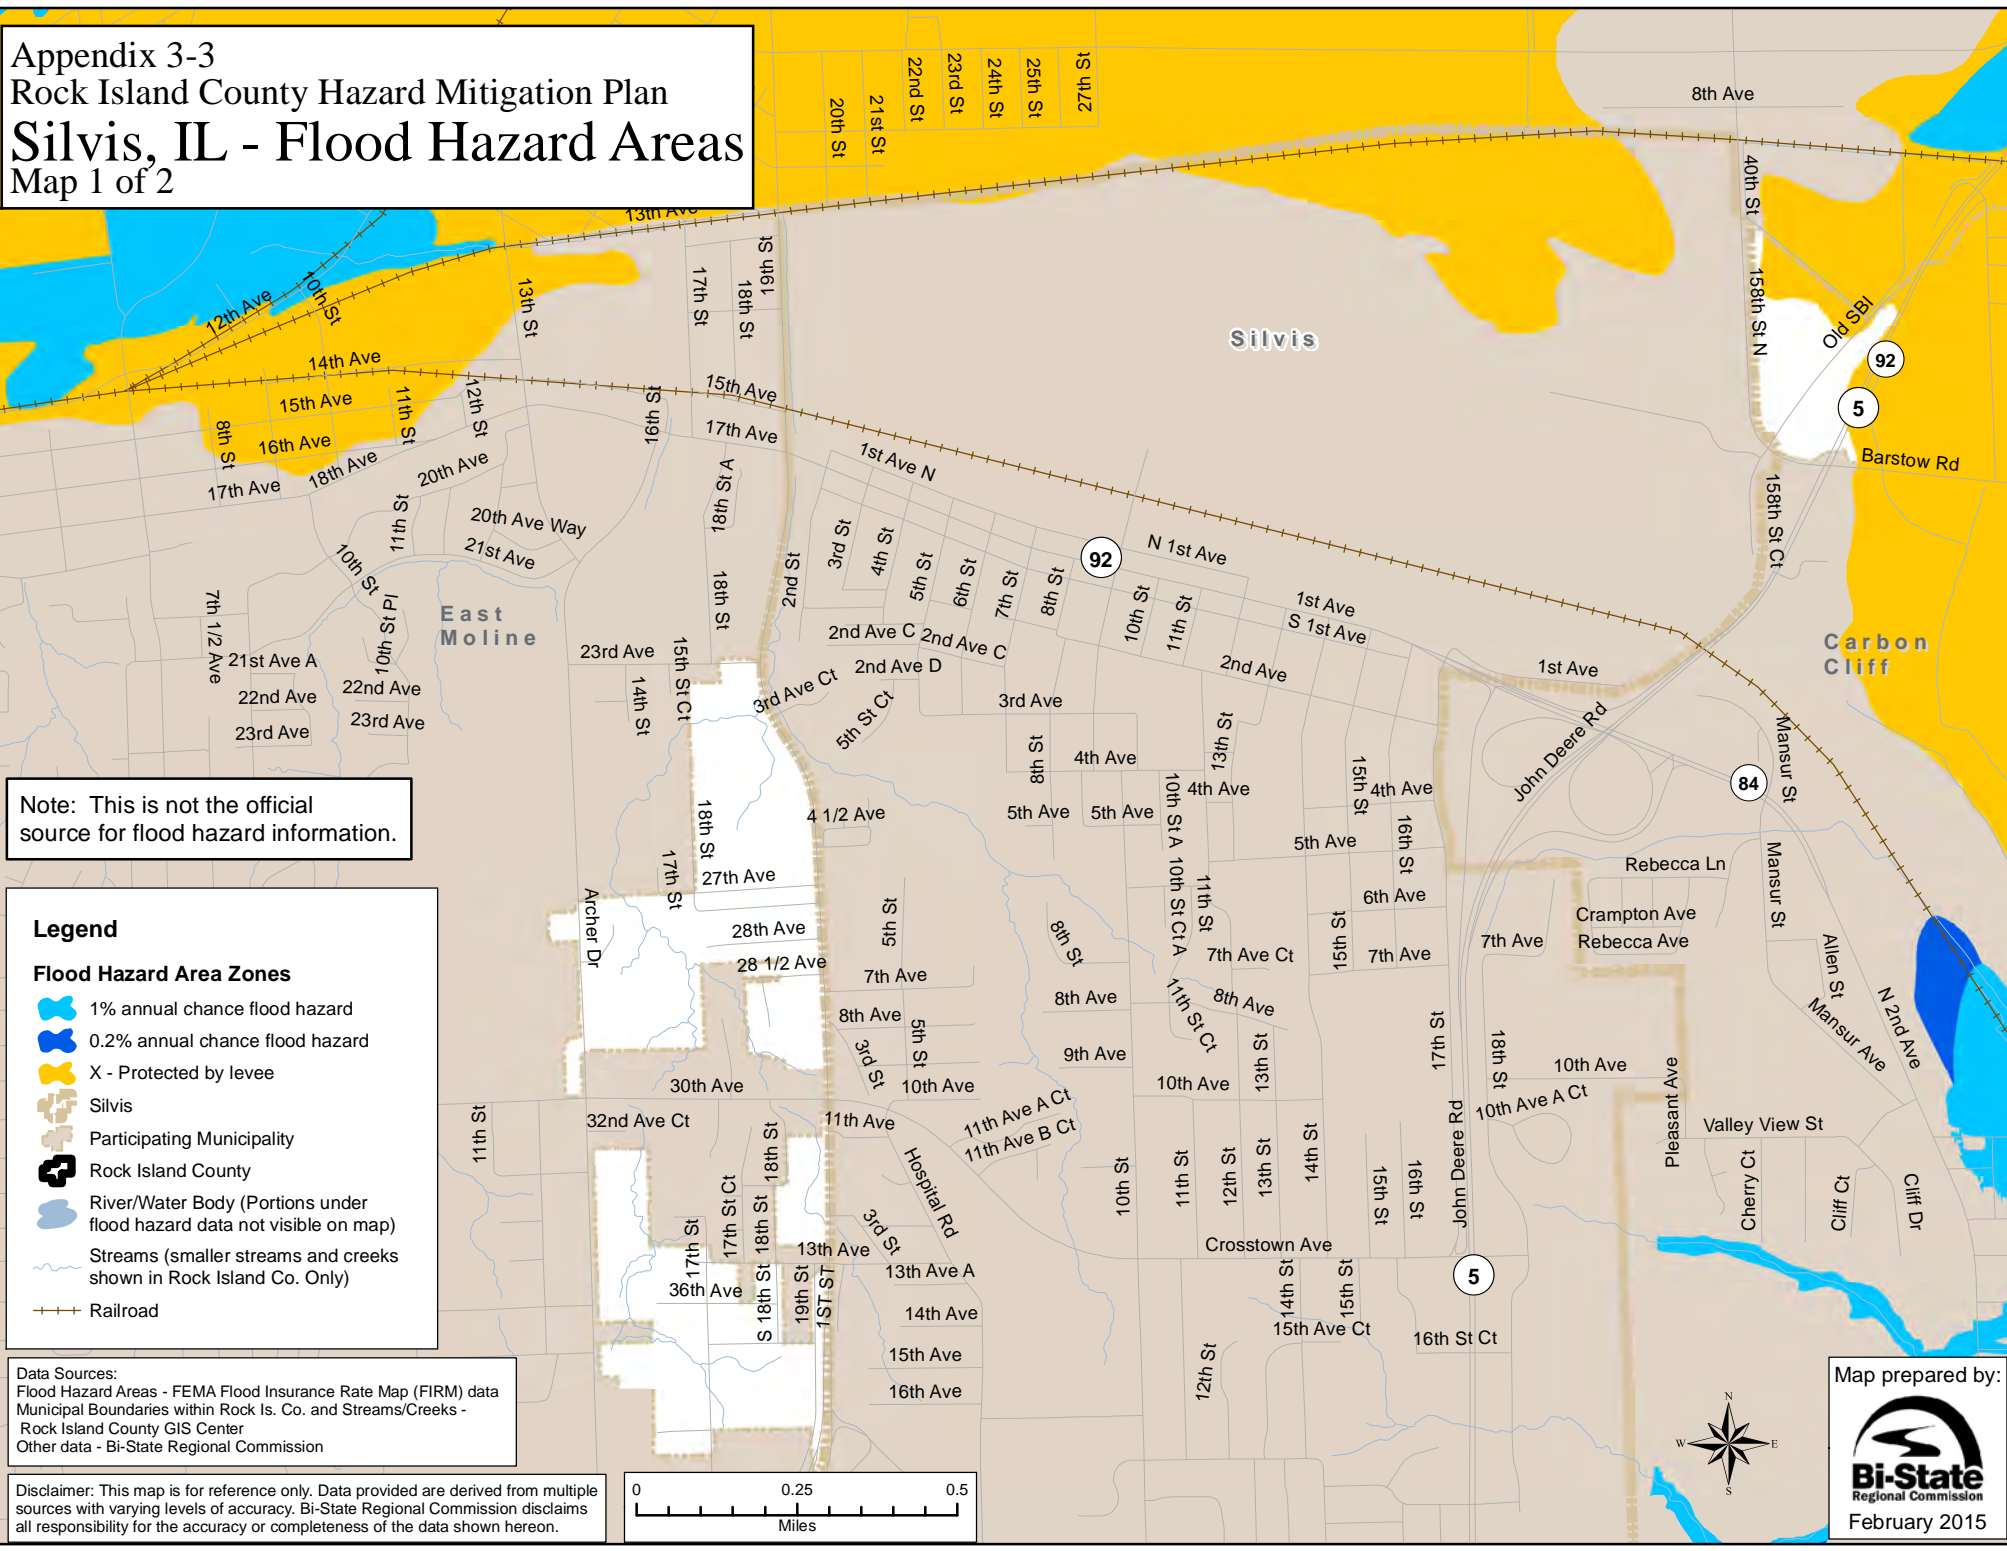 Appendix 3-3
Rock Island County Hazard Mitigation Plan
Silvis, IL - Flood Hazard Areas
Map 1 of 2
20th St
21st St
22nd St
23rd St
24th St
25th St
27th St
8th Ave
40th St
13th Ave
19th St
17th St
18th St
13th St
12th Ave
10th St
14th Ave
15th Ave
11th St
12th St
8th St
16th Ave
17th Ave
18th Ave
20th Ave
16th St
15th Ave
17th Ave
Silvis
158th St N
Old SBI
92
5
Barstow Rd
158th St Ct
1st Ave N
18th St A
11th St
20th Ave Way
21st Ave
10th St
10th St Pl
7th 1/2 Ave
East
Moline
18th St
2nd St
3rd St
4th St
5th St
6th St
7th St
8th St
92
N 1st Ave
10th St
11th St
1st Ave
S 1st Ave
2nd Ave
1st Ave
Carbon
Cliff
21st Ave A
22nd Ave
22nd Ave
23rd Ave
23rd Ave
23rd Ave
14th St
15th St Ct
2nd Ave C
2nd Ave C
2nd Ave D
3rd Ave Ct
5th St Ct
3rd Ave
8th St
4th Ave
13th St
4th Ave
15th St
4th Ave
John Deere Rd
Mansur St
84
Note: This is not the official
source for flood hazard information.
18th St
4 1/2 Ave
5th Ave
5th Ave
10th St A
10th St Ct A
11th St
5th Ave
16th St
6th Ave
Rebecca Ln
Mansur St
Crampton Ave
Rebecca Ave
17th St
27th Ave
28th Ave
28 1/2 Ave
Archer Dr
5th St
7th Ave
8th St
8th Ave
7th Ave Ct
15th St
7th Ave
7th Ave
Allen St
N 2nd Ave
Mansur Ave
8th Ave
11th St Ct
8th Ave
3rd St
5th St
9th Ave
13th St
17th St
18th St
10th Ave
Pleasant Ave
10th Ave A Ct
30th Ave
10th Ave
10th Ave
32nd Ave Ct
11th St
11th Ave
11th Ave A Ct
11th Ave B Ct
John Deere Rd
Valley View St
18th St
Hospital Rd
10th St
11th St
12th St
13th St
14th St
15th St
16th St
Cherry Ct
Cliff Ct
Cliff Dr
17th St
17th St Ct
18th St
3rd St
13th Ave
Crosstown Ave
13th Ave A
5
36th Ave
S 18th St
19th St
1ST ST
14th St
15th St
14th Ave
15th Ave Ct
16th St Ct
15th Ave
16th Ave
12th St
Legend
Flood Hazard Area Zones
1% annual chance flood hazard
0.2% annual chance flood hazard
X - Protected by levee
Silvis
Participating Municipality
Rock Island County
River/Water Body (Portions under
flood hazard data not visible on map)
Streams (smaller streams and creeks
shown in Rock Island Co. Only)
Railroad
Data Sources:
Flood Hazard Areas - FEMA Flood Insurance Rate Map (FIRM) data
Municipal Boundaries within Rock Is. Co. and Streams/Creeks -
Rock Island County GIS Center
Other data - Bi-State Regional Commission
Disclaimer: This map is for reference only. Data provided are derived from multiple
sources with varying levels of accuracy. Bi-State Regional Commission disclaims
all responsibility for the accuracy or completeness of the data shown hereon.
0 0.25 0.5
Miles
N
W E
S
Map prepared by:
Bi-State
Regional Commission
February 2015